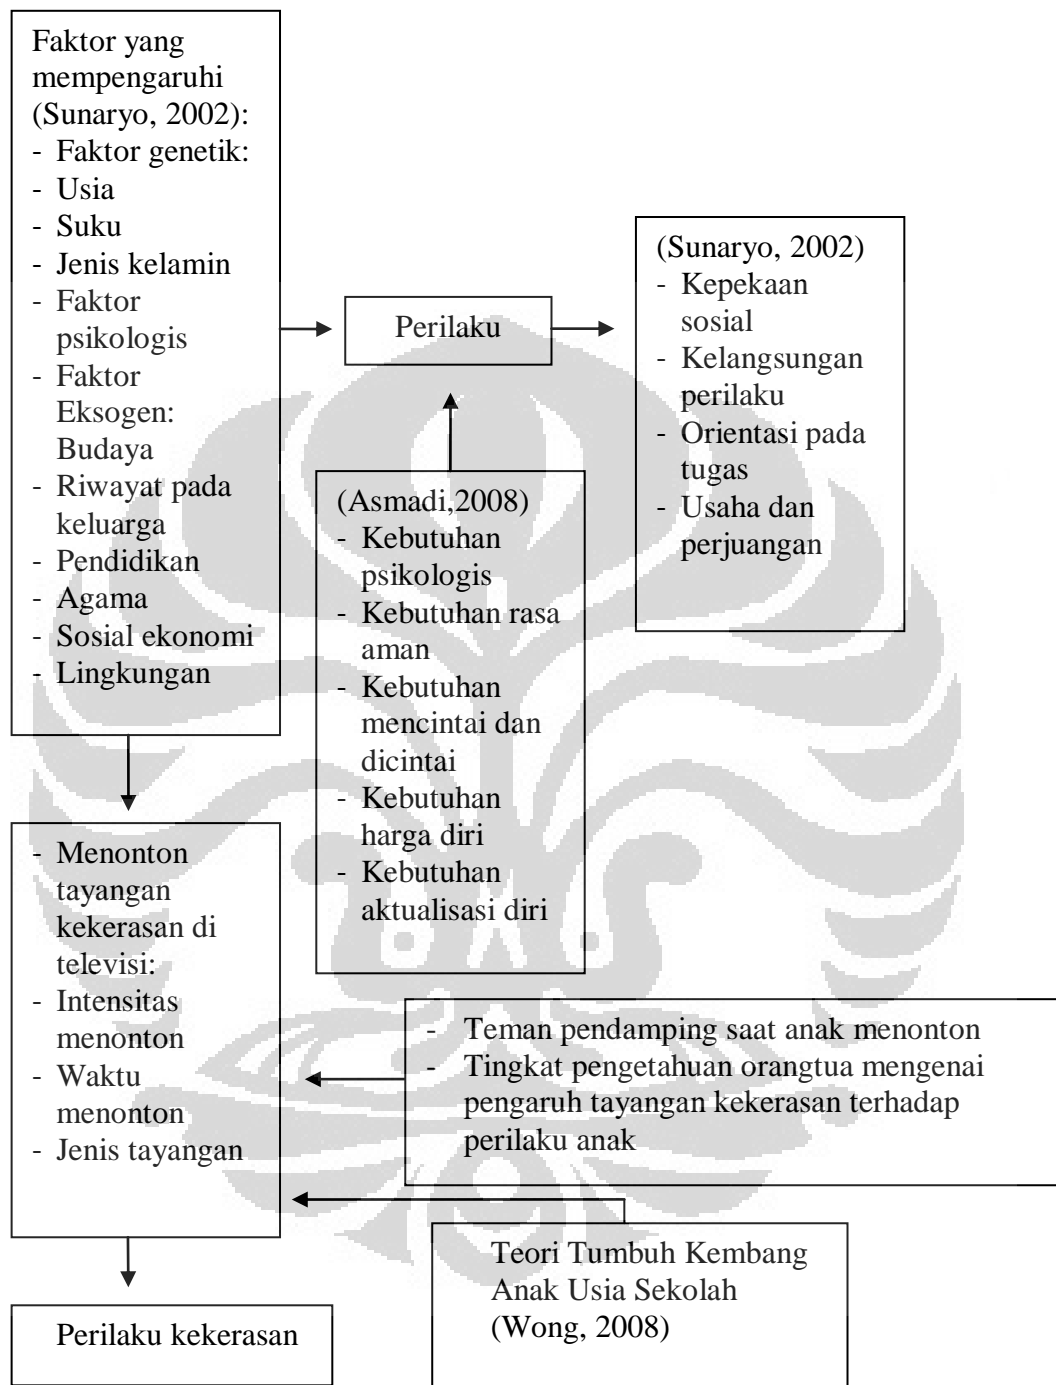 Faktor yang
mempengaruhi
(Sunaryo, 2002):
- Faktor genetik:
- Usia
- Suku
- Jenis kelamin
- Faktor
psikologis
- Faktor
Eksogen:
Budaya
- Riwayat pada
keluarga
- Pendidikan
- Agama
- Sosial ekonomi
- Lingkungan
Perilaku
(Sunaryo, 2002)
- Kepekaan
sosial
- Kelangsungan
perilaku
- Orientasi pada
tugas
- Usaha dan
perjuangan
(Asmadi,2008)
- Kebutuhan
psikologis
- Kebutuhan rasa
aman
- Kebutuhan
mencintai dan
dicintai
- Kebutuhan
harga diri
- Kebutuhan
aktualisasi diri
- Menonton
tayangan
kekerasan di
televisi:
- Intensitas
menonton
- Waktu
menonton
- Jenis tayangan
- Teman pendamping saat anak menonton
- Tingkat pengetahuan orangtua mengenai
pengaruh tayangan kekerasan terhadap
perilaku anak
Teori Tumbuh Kembang
Anak Usia Sekolah
(Wong, 2008)
Perilaku kekerasan